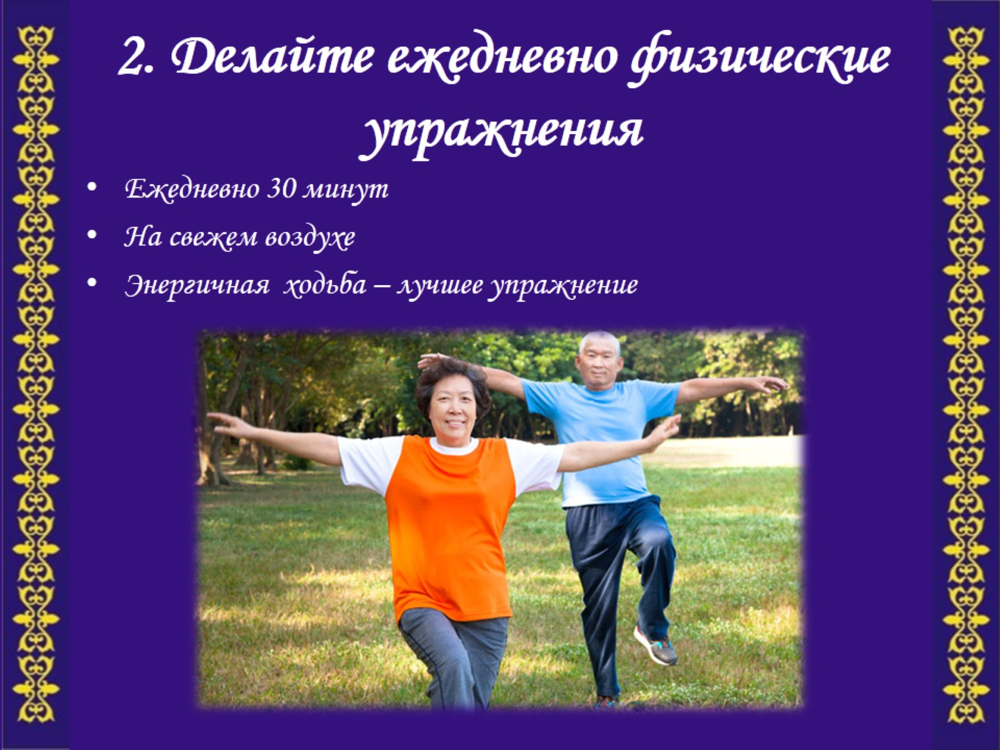 2. Делайте ежедневно физические
упражнения
• Ежедневно 30 минут
• На свежем воздухе
• Энергичная ходьба – лучшее упражнение